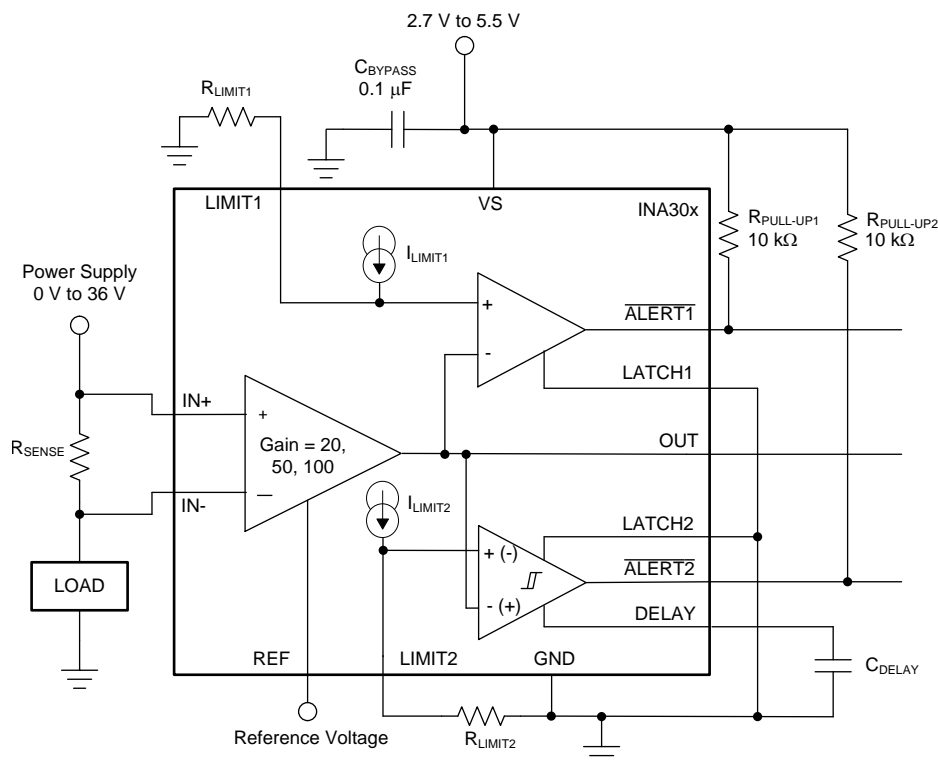 2.7 V to 5.5 V
CBYPASS
0.1 μF
RLIMIT1
LIMIT1
VS
INA30x
RPULL-UP1
10 kΩ
RPULL-UP2
10 kΩ
ILIMIT1
Power Supply
0 V to 36 V
+
-
ALERT1
LATCH1
IN+
+
RSENSE
Gain = 20,
50, 100
OUT
IN-
–
ILIMIT2
LATCH2
+ (-)
ALERT2
LOAD
- (+)
DELAY
REF
LIMIT2
GND
CDELAY
Reference Voltage
RLIMIT2